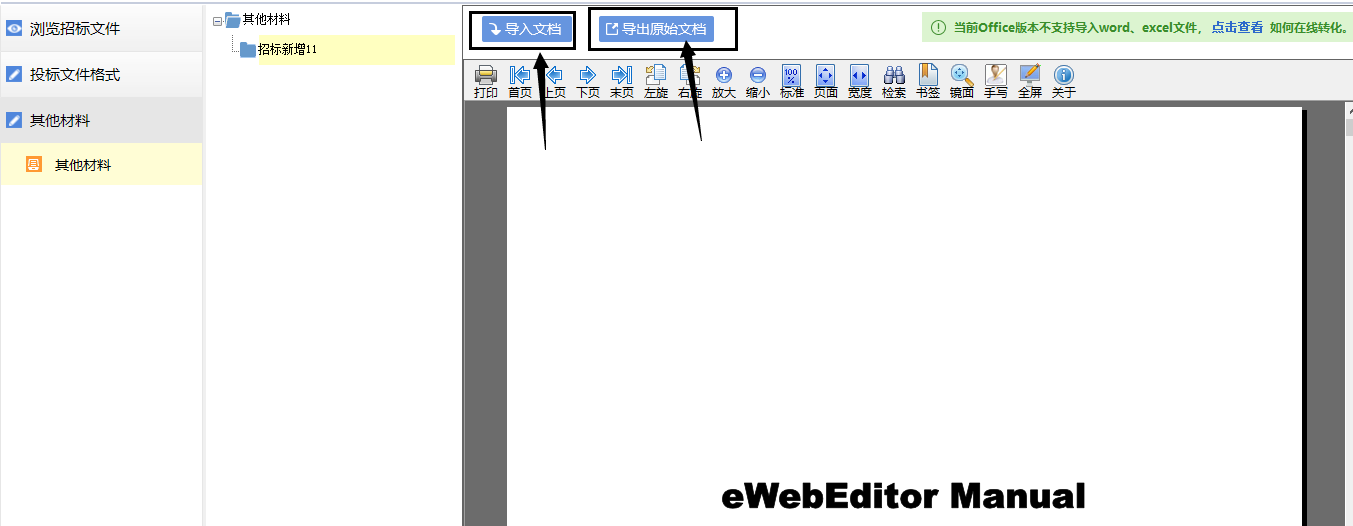 浏览招标文件
投标文件格式
其他材料
其他材料
其他材料
招标新增11
导入文档 导出原始文档
当前Office版本不支持导入word、excel文件，点击查看 如何在线转化。
打印 首页 上页 下页 末页 左旋 右旋 放大 缩小 标准 页面 宽度 检索 书签 镜面 手写 全屏 关于
eWebEditor Manual